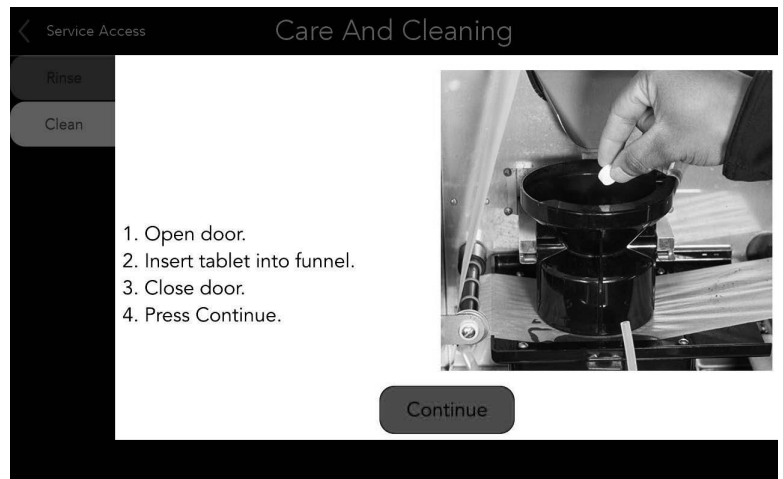 Service Access
Care And Cleaning
Rinse
Clean
1. Open door.
2. Insert tablet into funnel.
3. Close door.
4. Press Continue.
Continue